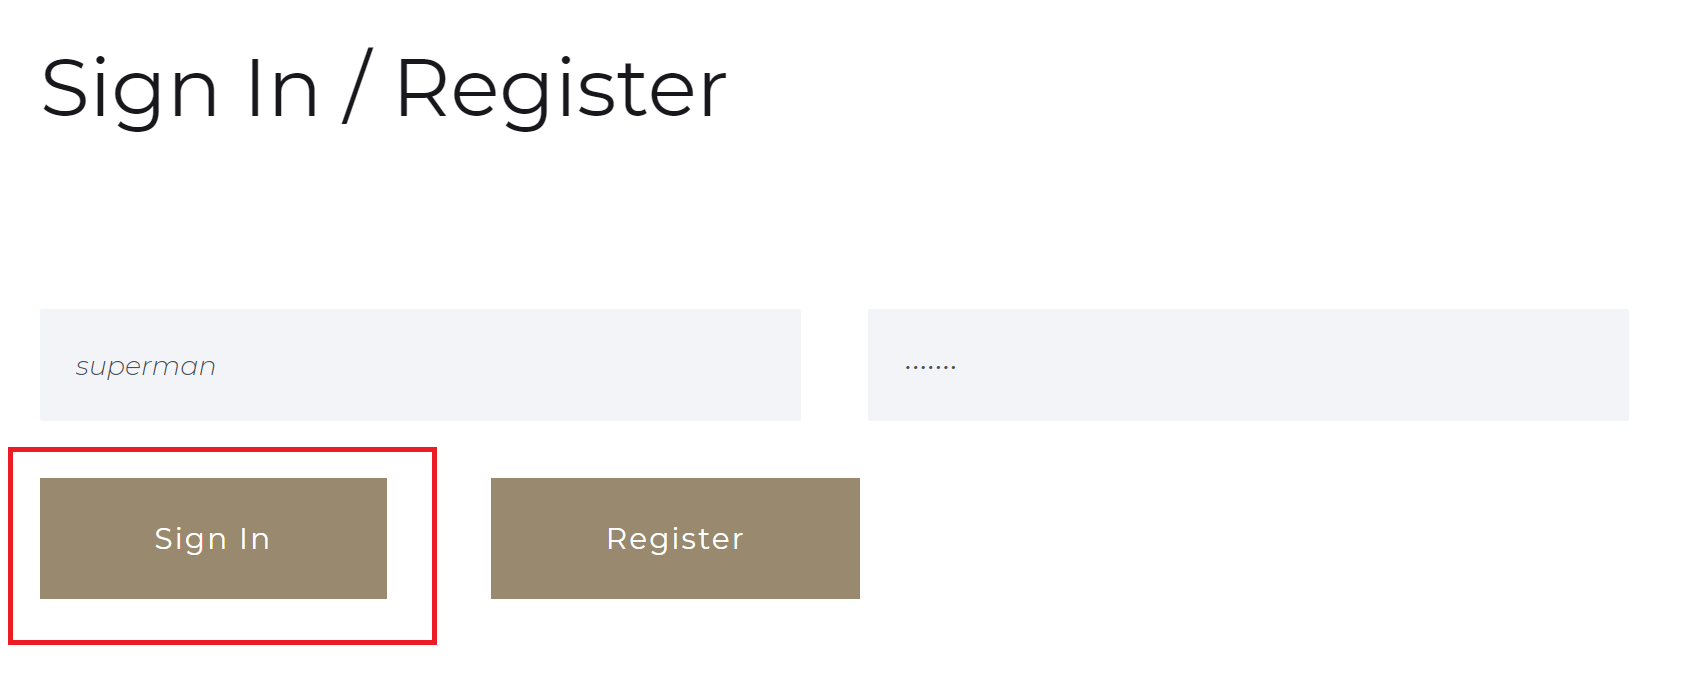 Sign In / Register
superman
·······
Sign In
Register